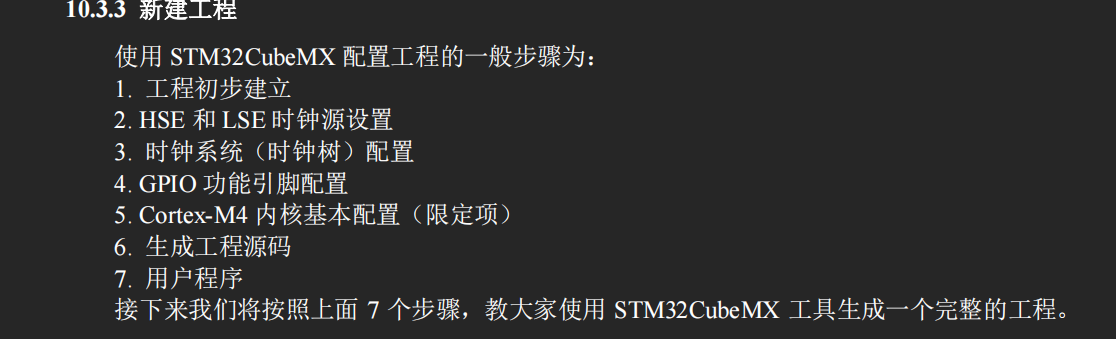 10.3.3 新建工程
使用 STM32CubeMX 配置工程的一般步骤为：
1. 工程初步建立
2. HSE 和 LSE 时钟源设置
3. 时钟系统（时钟树）配置
4. GPIO 功能引脚配置
5. Cortex-M4 内核基本配置（限定项）
6. 生成工程源码
7. 用户程序
接下来我们将按照上面 7 个步骤，教大家使用 STM32CubeMX 工具生成一个完整的工程。